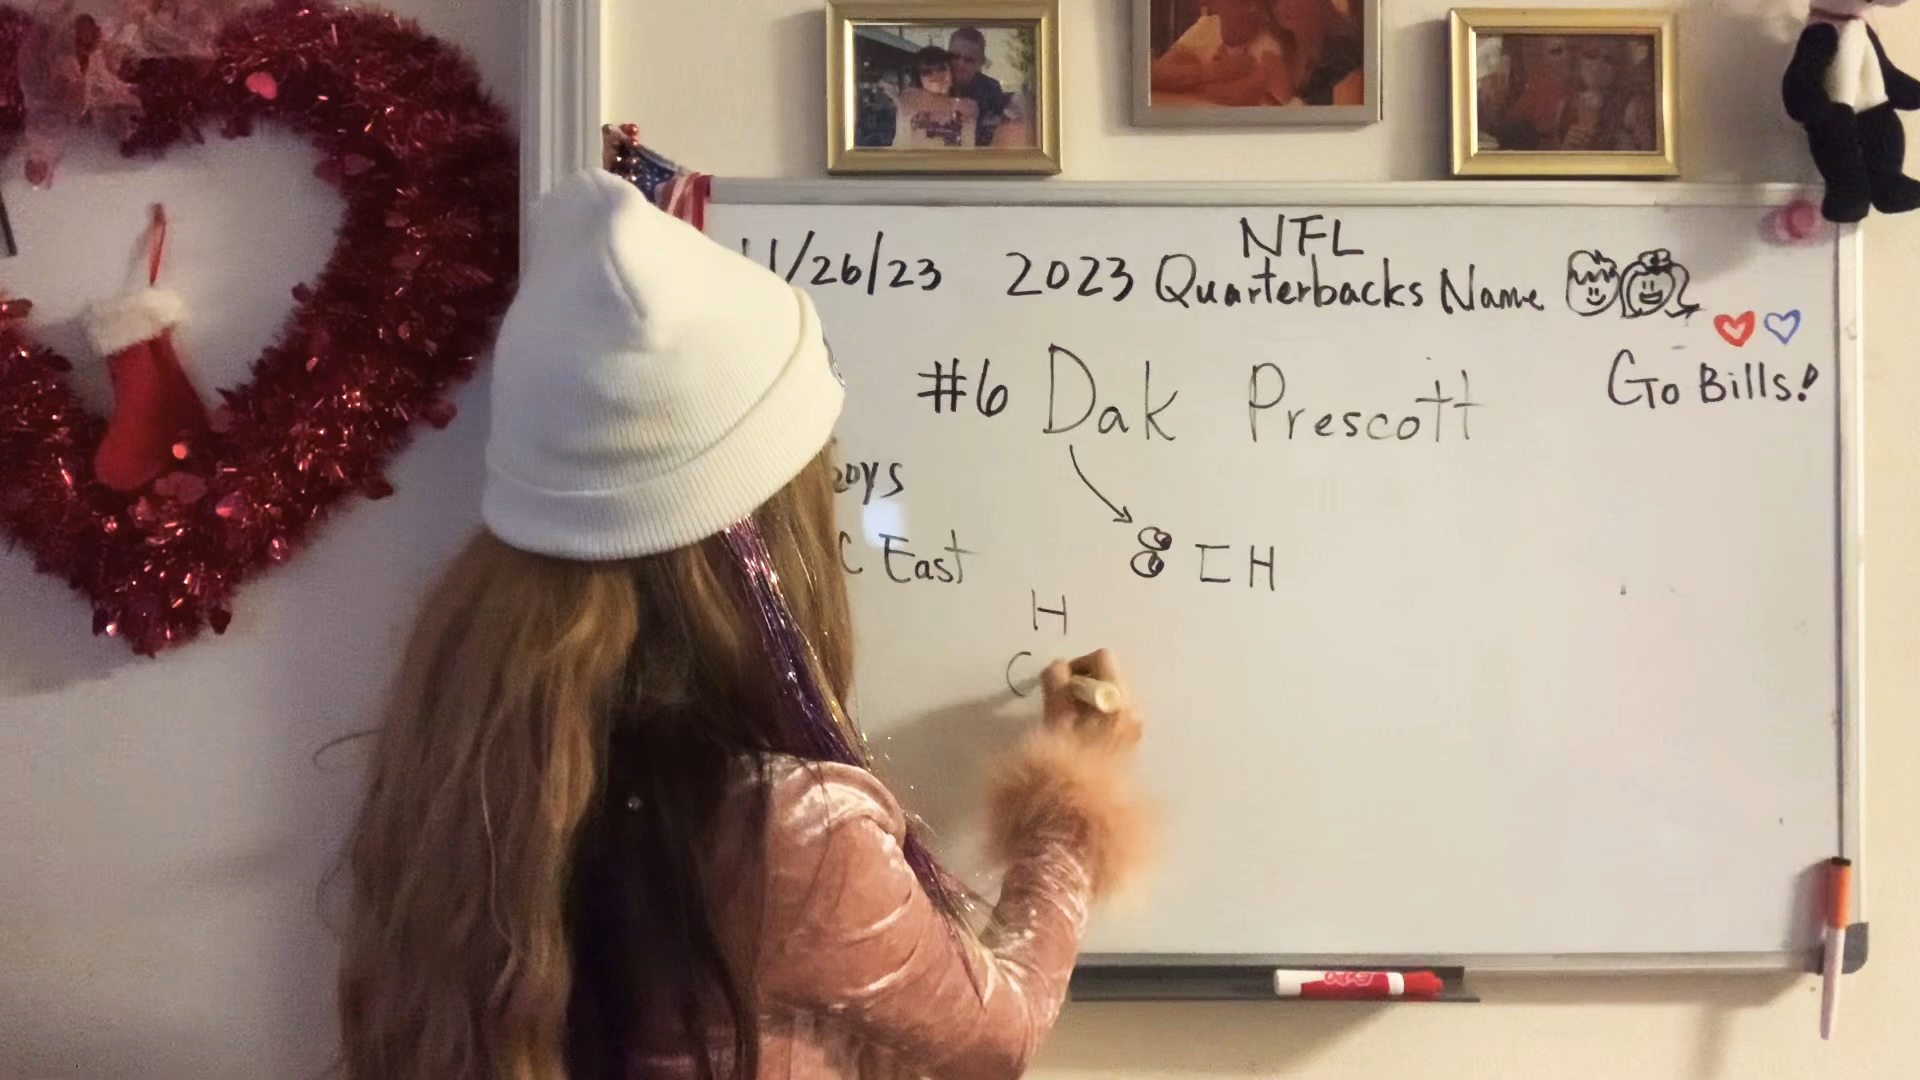 11/26/23 2023 NFL Quarterbacks Name
#6 Dak Prescott
Go Bills!
oys
C East
I H
H
C